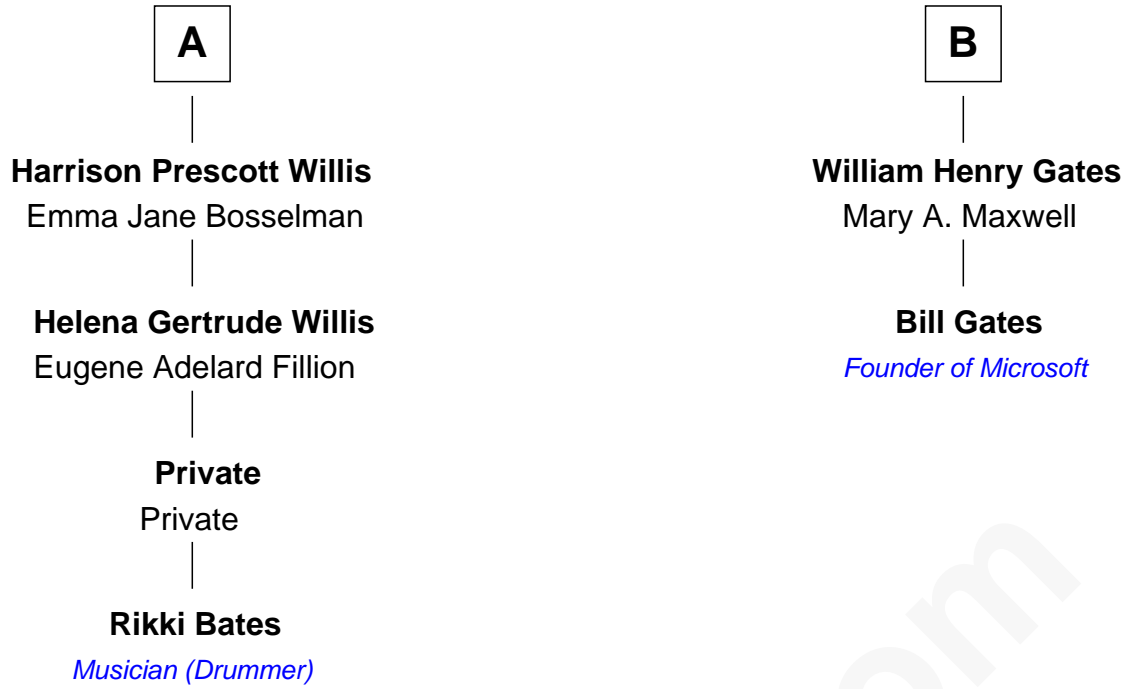 A
Harrison Prescott Willis
Emma Jane Bosselman
Helena Gertrude Willis
Eugene Adelard Fillion
Private
Private
Rikki Bates
Musician (Drummer)
B
William Henry Gates
Mary A. Maxwell
Bill Gates
Founder of Microsoft
om